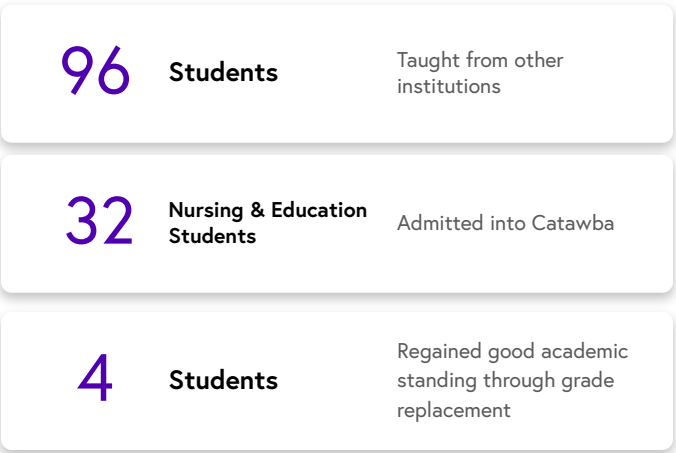 96
Students
Taught from other
institutions
32
Nursing & Education
Students
Admitted into Catawba
4
Students
Regained good academic
standing through grade
replacement